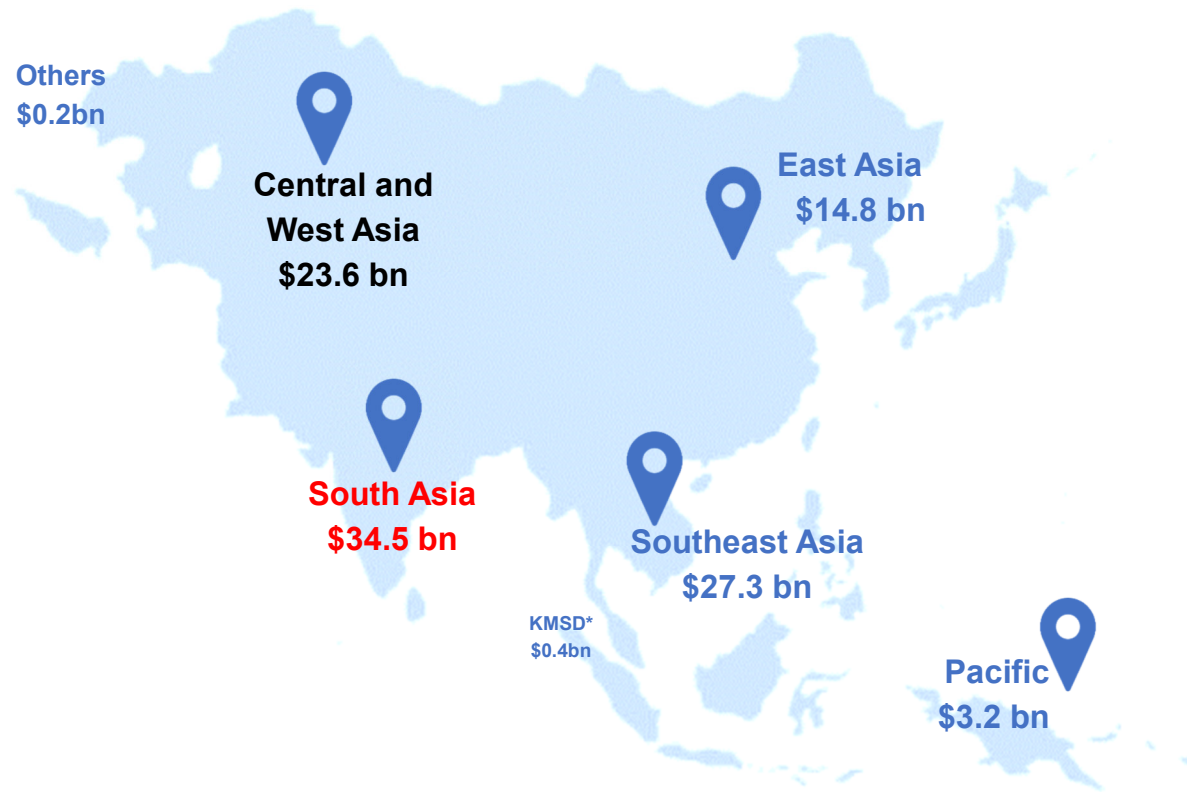 Others
$0.2bn
Central and
West Asia
$23.6 bn
East Asia
$14.8 bn
South Asia
$34.5 bn
Southeast Asia
$27.3 bn
KMSD*
$0.4bn
Pacific
$3.2 bn